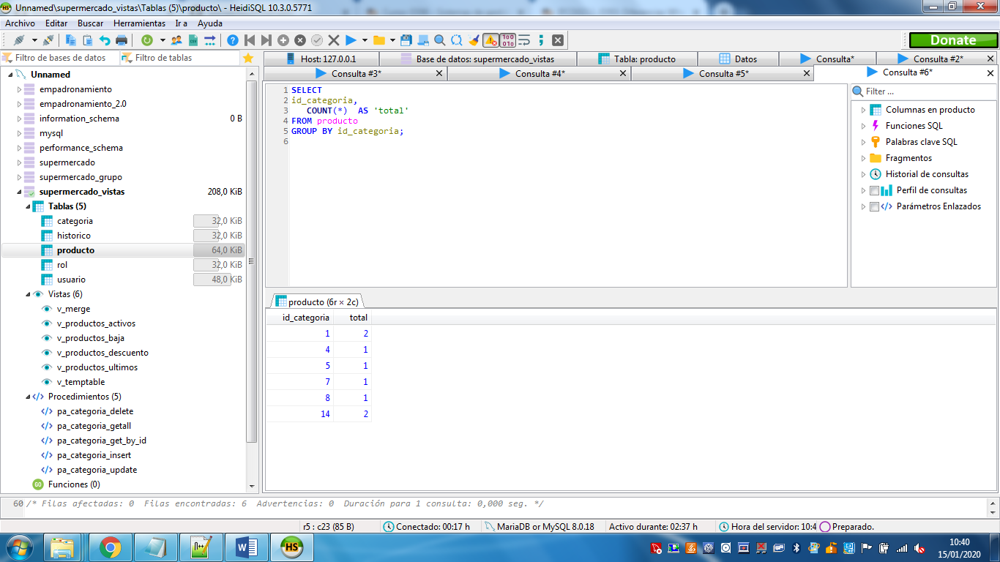 Unnamed\supermercado_vistas\Tablas (5)\producto\ - HeidiSQL 10.3.0.5771
Archivo Editar Buscar Herramientas Ir a Ayuda
Donate
Filtro de bases de datos Filtro de tablas
Host: 127.0.0.1 Base de datos: supermercado_vistas Tabla: producto Datos Consulta* Consulta #2*
Consulta #3* Consulta #4* Consulta #5* Consulta #6*
Unnamed
empadronamiento
empadronamiento_2.0
information_schema 0 B
mysql
performance_schema
supermercado
supermercado_grupo
supermercado_vistas 208,0 KiB
Tablas (5)
categoria 32,0 KiB
historico 32,0 KiB
producto 64,0 KiB
rol 32,0 KiB
usuario 48,0 KiB
Vistas (6)
v_merge
v_productos_activos
v_productos_baja
v_productos_descuento
v_productos_ultimos
v_temptable
Procedimientos (5)
pa_categoria_delete
pa_categoria_getall
pa_categoria_get_by_id
pa_categoria_insert
pa_categoria_update
Funciones (0)
1 SELECT
2 id_categoria,
3 COUNT(*) AS 'total'
4 FROM producto
5 GROUP BY id_categoria;
6
Filter ...
Columnas en producto
Funciones SQL
Palabras clave SQL
Fragmentos
Historial de consultas
Perfil de consultas
Parámetros Enlazados
producto (6r × 2c)
id_categoria total
1 2
4 1
5 1
7 1
8 1
14 2
60 /* Filas afectadas: 0 Filas encontradas: 6 Advertencias: 0 Duración para 1 consulta: 0,000 seg. */
r5 : c23 (85 B) Conectado: 00:17 h MariaDB or MySQL 8.0.18 Activo durante: 02:37 h Hora del servidor: 10:4 Preparado.
10:40
15/01/2020